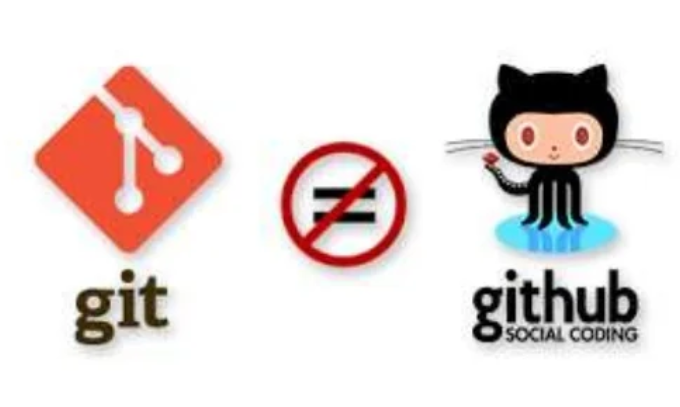 git
=
github
SOCIAL CODING